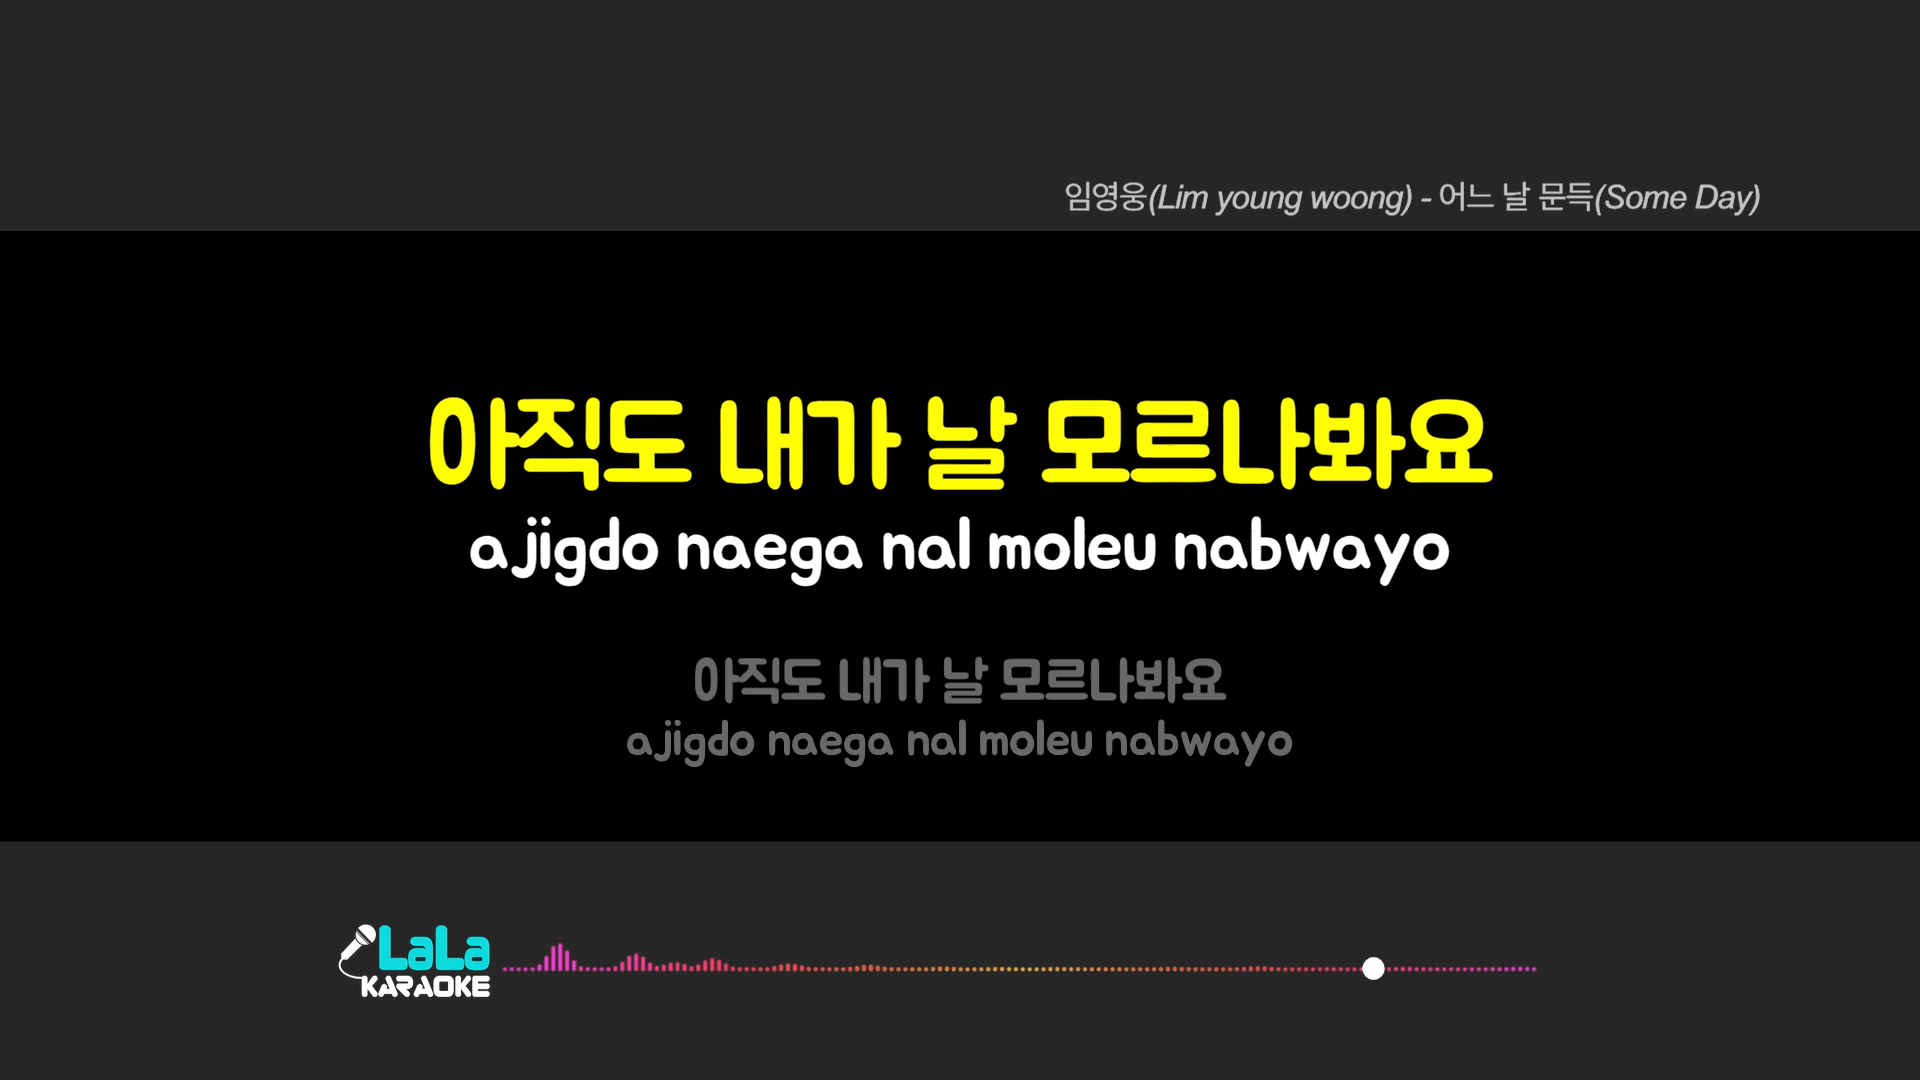 임영웅(Lim young woong) - 어느 날 문득(Some Day)
아직도 내가 날 모르나봐요
ajigdo naega nal moleu nabwayo
아직도 내가 날 모르나봐요
ajigdo naega nal moleu nabwayo
LaLa
KARAOKE